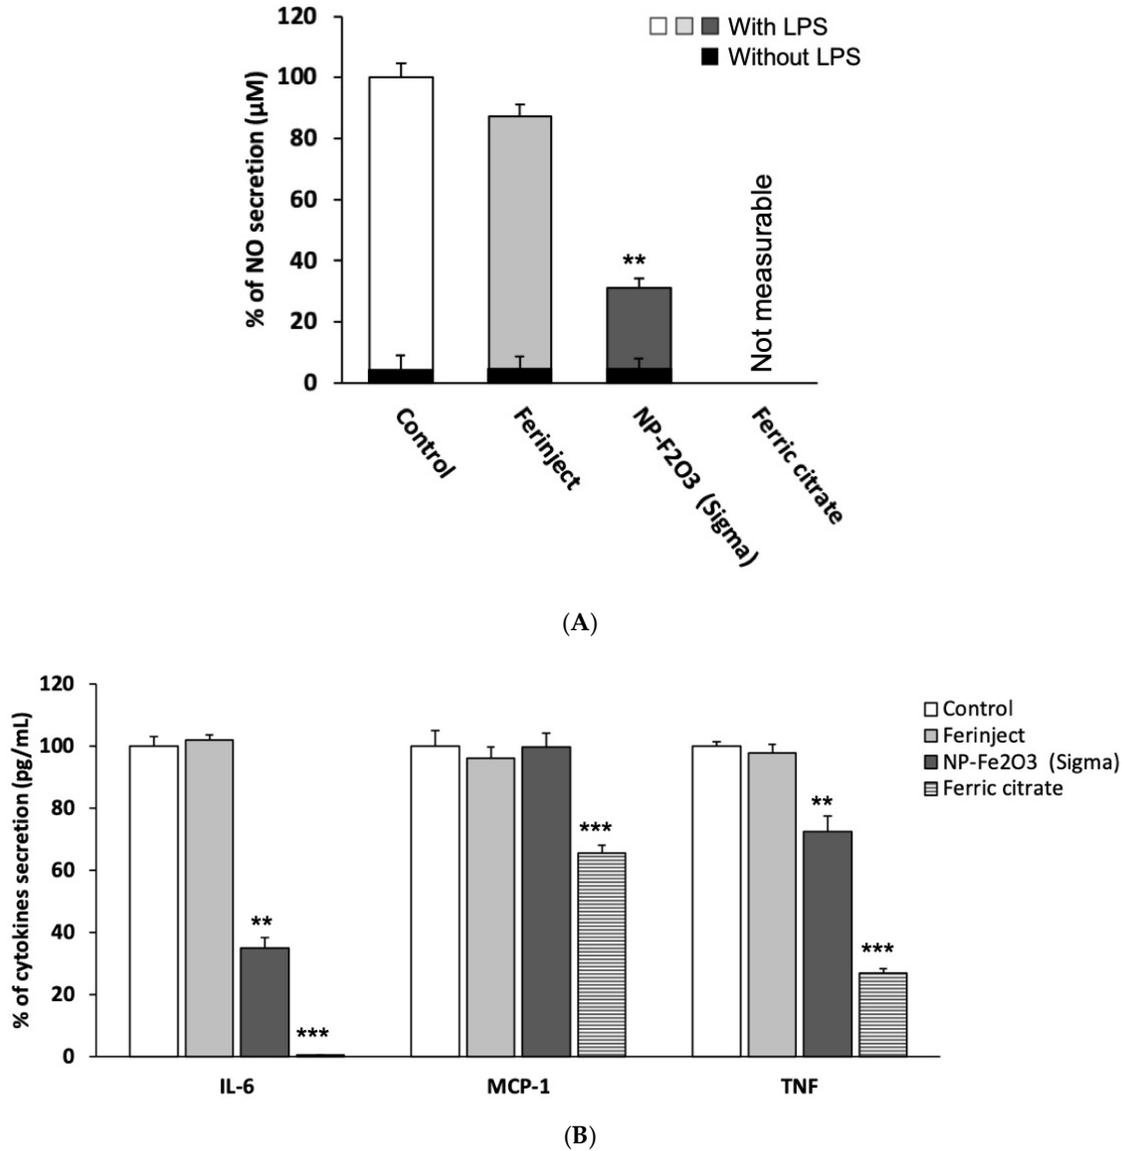 120
100
80
60
40
20
0
% of NO secretion (µM)
With LPS
Without LPS
**
Not measurable
Control
Ferinject
NP-F2O3 (Sigma)
Ferric citrate
(A)
120
100
80
60
40
20
0
% of cytokines secretion (pg/mL)
**
***
***
**
***
IL-6
MCP-1
TNF
Control
Ferinject
NP-Fe2O3 (Sigma)
Ferric citrate
(B)